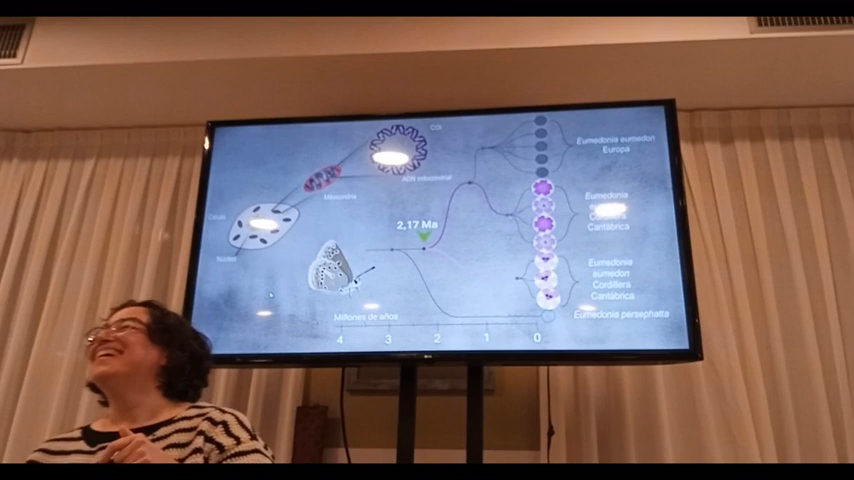 COI
ADN mitocondrial
Mitocondria
Célula
Núcleo
2,17 Ma
Eumedonia eumedon
Europa
Eumedonia
Cordillera
Cantábrica
Eumedonia
eumedon
Cordillera
Cantábrica
Eumedonia persephatta
Millones de años
4 3 2 1 0